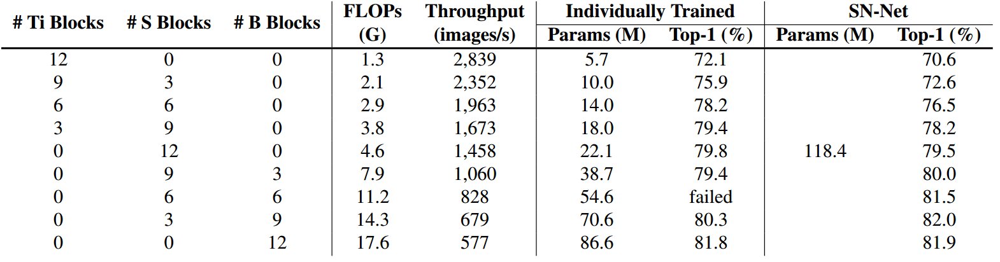 # Ti Blocks # S Blocks # B Blocks FLOPs (G) Throughput (images/s) Individually Trained SN-Net
Params (M) Top-1 (%) Params (M) Top-1 (%)
12 0 0 1.3 2,839 5.7 72.1 70.6
9 3 0 2.1 2,352 10.0 75.9 72.6
6 6 0 2.9 1,963 14.0 78.2 76.5
3 9 0 3.8 1,673 18.0 79.4 78.2
0 12 0 4.6 1,458 22.1 79.8 118.4 79.5
0 9 3 7.9 1,060 38.7 79.4 80.0
0 6 6 11.2 828 54.6 failed 81.5
0 3 9 14.3 679 70.6 80.3 82.0
0 0 12 17.6 577 86.6 81.8 81.9